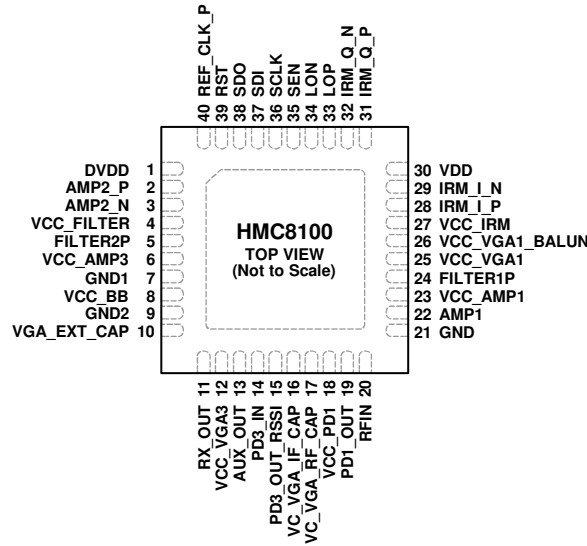 40 REF_CLK_P
39 RST
38 SDO
37 SDI
36 SCLK
35 SEN
34 LON
33 LOP
32 IRM_Q_N
31 IRM_Q_P
DVDD 1
AMP2_P 2
AMP2_N 3
VCC_FILTER 4
FILTER2P 5
VCC_AMP3 6
GND1 7
VCC_BB 8
GND2 9
VGA_EXT_CAP 10
HMC8100
TOP VIEW
(Not to Scale)
30 VDD
29 IRM_I_N
28 IRM_I_P
27 VCC_IRM
26 VCC_VGA1_BALUN
25 VCC_VGA1
24 FILTER1P
23 VCC_AMP1
22 AMP1
21 GND
RX_OUT 11
VCC_VGA3 12
AUX_OUT 13
PD3_IN 14
PD3_OUT_RSSI 15
VC_VGA_IF_CAP 16
VC_VGA_RF_CAP 17
VCC_PD1 18
PD1_OUT 19
RFIN 20